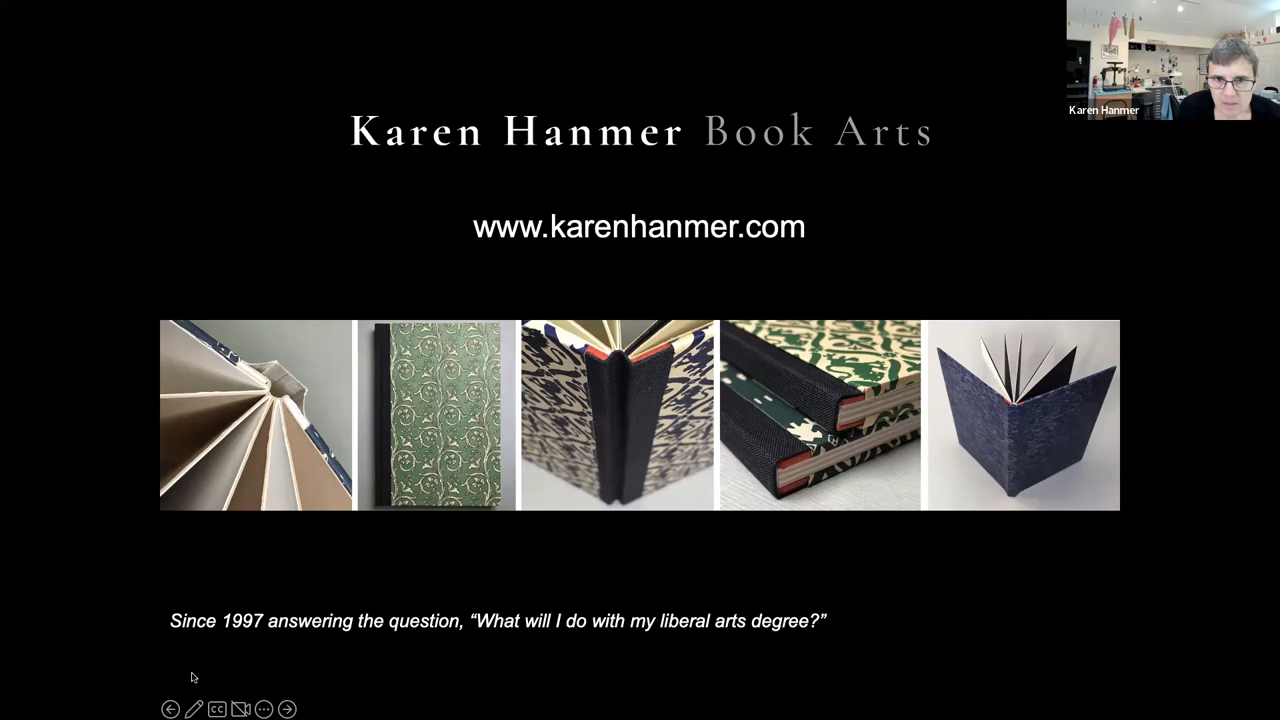 Karen Hanmer Book Arts
Karen Hanmer
www.karenhanmer.com
Since 1997 answering the question, “What will I do with my liberal arts degree?”
CC